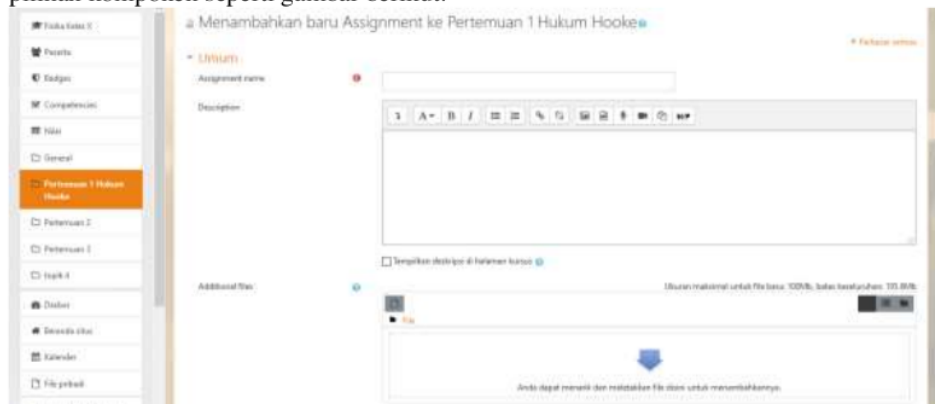 pilihan komponen seperti gambar berikut.
Fisika Kelas X
Peserta
Badges
Competencies
Nilai
General
Pertemuan 1 Hukum
Hooke
Pertemuan 2
Pertemuan 3
topik 4
Dasbor
Beranda situs
Kalender
File pribadi
Menambahkan baru Assignment ke Pertemuan 1 Hukum Hooke
Perbesar semua
Umum
Assignment name
Description
A B I
Tampilkan deskripsi di halaman kursus
Additional files
Ukuran maksimal untuk file baru: 100Mb, batas keseluruhan: 105.8Mb
File
Anda dapat menarik dan meletakkan file disini untuk menambahkannya.